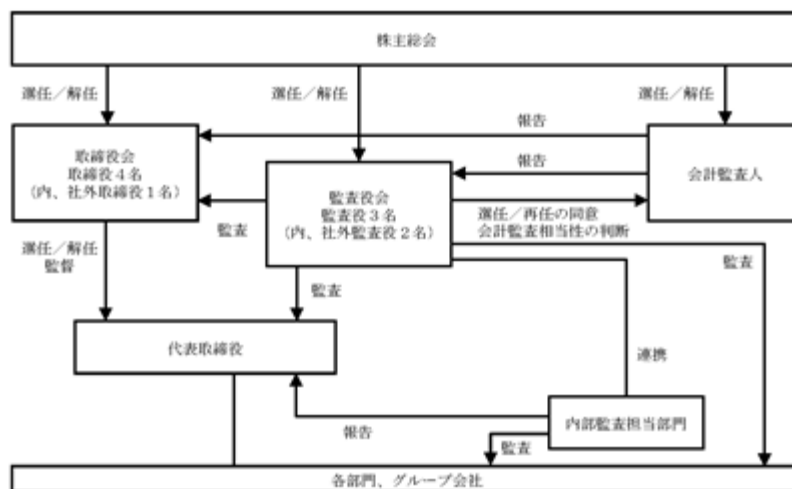 株主総会
選任／解任
選任／解任
選任／解任
報告
取締役会
取締役４名
（内、社外取締役１名）
報告
会計監査人
監査役会
監査役３名
（内、社外監査役２名）
監査
選任／再任の同意
会計監査相当性の判断
選任／解任
監督
監査
監査
代表取締役
連携
内部監査担当部門
報告
監査
各部門、グループ会社